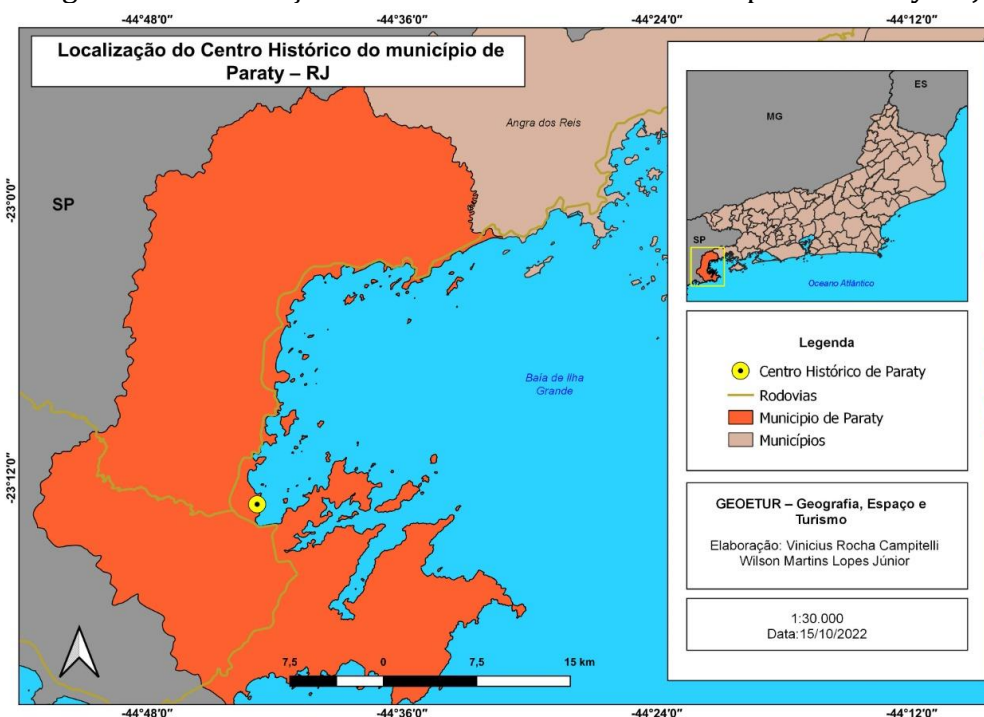 -44°48'0"
-44°36'0"
-44°24'0"
-44°12'0"
Localização do Centro Histórico do município de
Paraty – RJ
Angra dos Reis
SP
-23°0'0"
-23°12'0"
Baia de Ilha
Grande
ES
MG
SP
Oceano Atlântico
Legenda
Centro Histórico de Paraty
Rodovias
Municipio de Paraty
Municípios
GEOETUR – Geografia, Espaço e
Turismo
Elaboração: Vinicius Rocha Campitelli
Wilson Martins Lopes Júnior
1:30.000
Data:15/10/2022
7,5 0 7,5 15 km
-44°48'0"
-44°36'0"
-44°24'0"
-44°12'0"